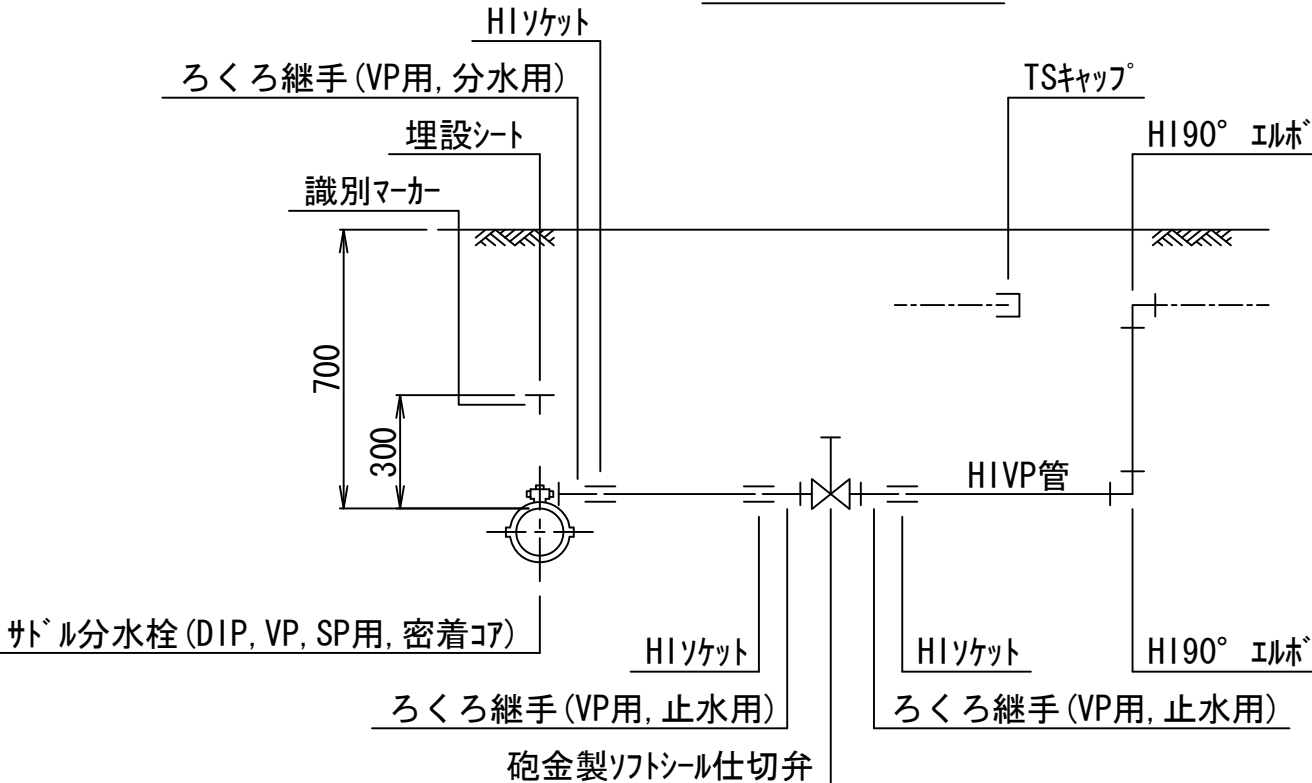 HIソケット
ろくろ継手(VP用,分水用)
TSキャップ
埋設シート
HI90° エルボ
識別マーカー
700
300
HIVP管
サドル分水栓(DIP,VP,SP用,密着コア)
HIソケット
HIソケット
HI90° エルボ
ろくろ継手(VP用,止水用)
ろくろ継手(VP用,止水用)
砲金製ソフトシール仕切弁